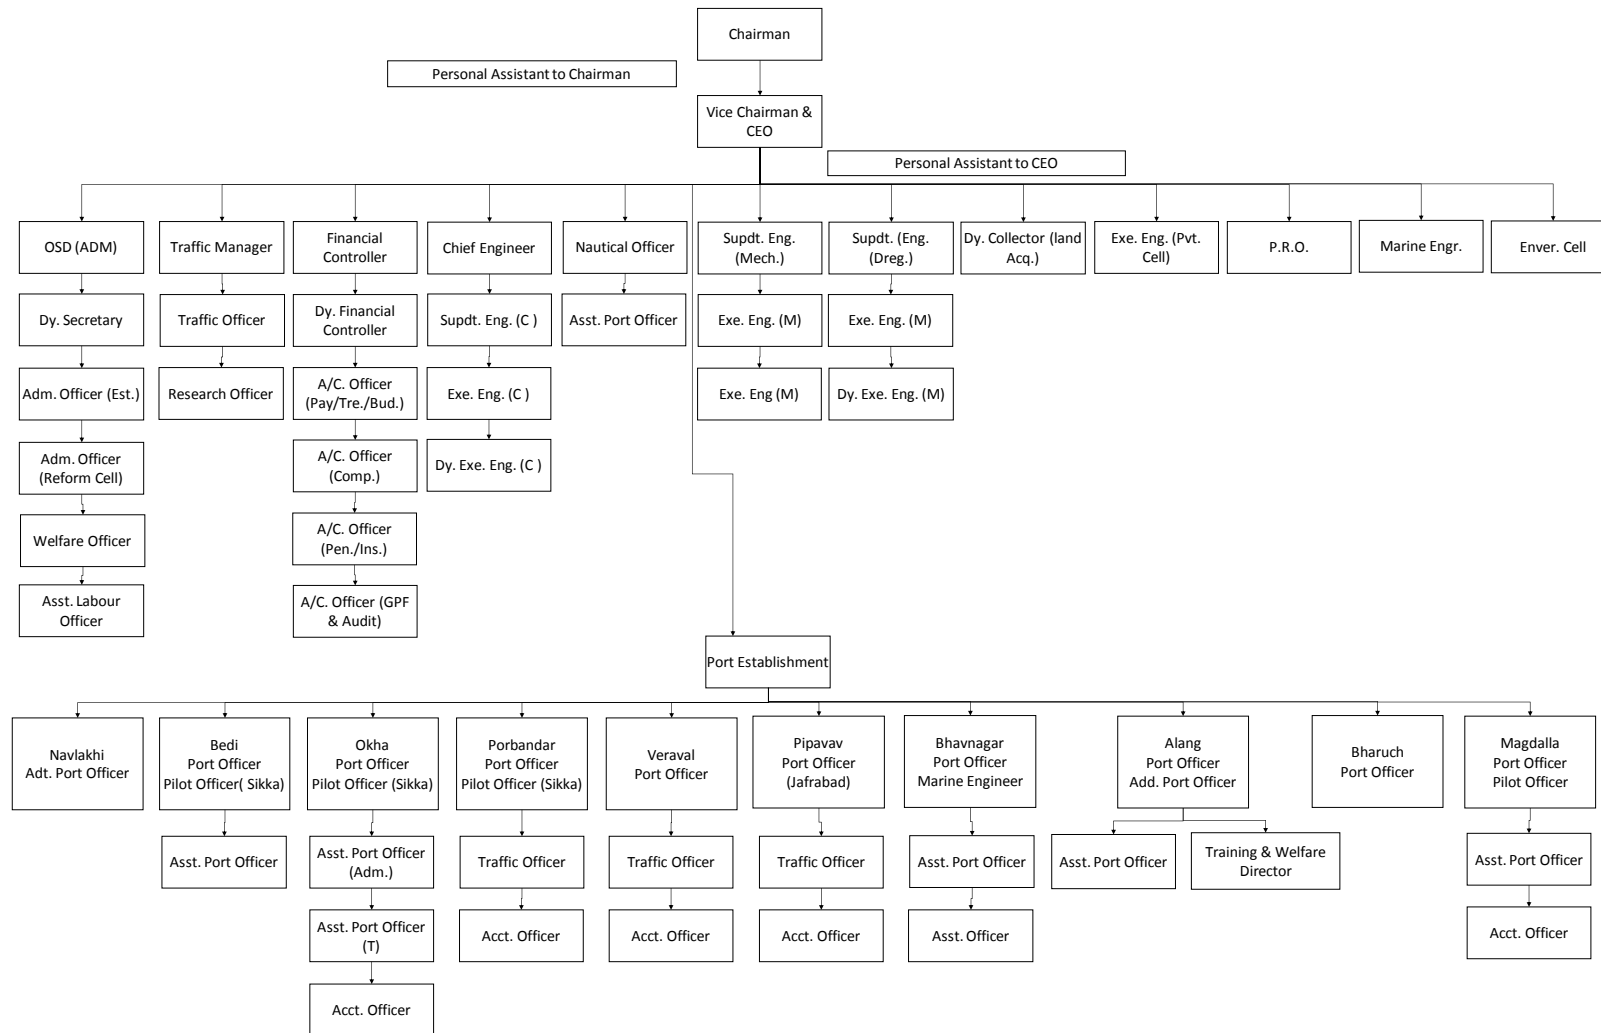 Chairman
Personal Assistant to Chairman
Vice Chairman &
CEO
Personal Assistant to CEO
OSD (ADM)
Traffic Manager
Financial
Controller
Chief Engineer
Nautical Officer
Supdt. Eng.
(Mech.)
Supdt. (Eng.
(Dreg.)
Dy. Collector (land
Acq.)
Exe. Eng. (Pvt.
Cell)
P.R.O.
Marine Engr.
Enver. Cell
Dy. Secretary
Traffic Officer
Dy. Financial
Controller
Supdt. Eng. (C )
Asst. Port Officer
Exe. Eng. (M)
Exe. Eng. (M)
Adm. Officer (Est.)
Research Officer
A/C. Officer
(Pay/Tre./Bud.)
Exe. Eng. (C )
Exe. Eng (M)
Dy. Exe. Eng. (M)
Adm. Officer
(Reform Cell)
A/C. Officer
(Comp.)
Dy. Exe. Eng. (C )
Welfare Officer
A/C. Officer
(Pen./Ins.)
Asst. Labour
Officer
A/C. Officer (GPF
& Audit)
Port Establishment
Navlakhi
Adt. Port Officer
Bedi
Port Officer
Pilot Officer( Sikka)
Okha
Port Officer
Pilot Officer (Sikka)
Porbandar
Port Officer
Pilot Officer (Sikka)
Veraval
Port Officer
Pipavav
Port Officer
(Jafrabad)
Bhavnagar
Port Officer
Marine Engineer
Alang
Port Officer
Add. Port Officer
Bharuch
Port Officer
Magdalla
Port Officer
Pilot Officer
Asst. Port Officer
Asst. Port Officer
(Adm.)
Traffic Officer
Traffic Officer
Traffic Officer
Asst. Port Officer
Asst. Port Officer
Training & Welfare
Director
Asst. Port Officer
Asst. Port Officer
(T)
Acct. Officer
Acct. Officer
Acct. Officer
Asst. Officer
Acct. Officer
Acct. Officer